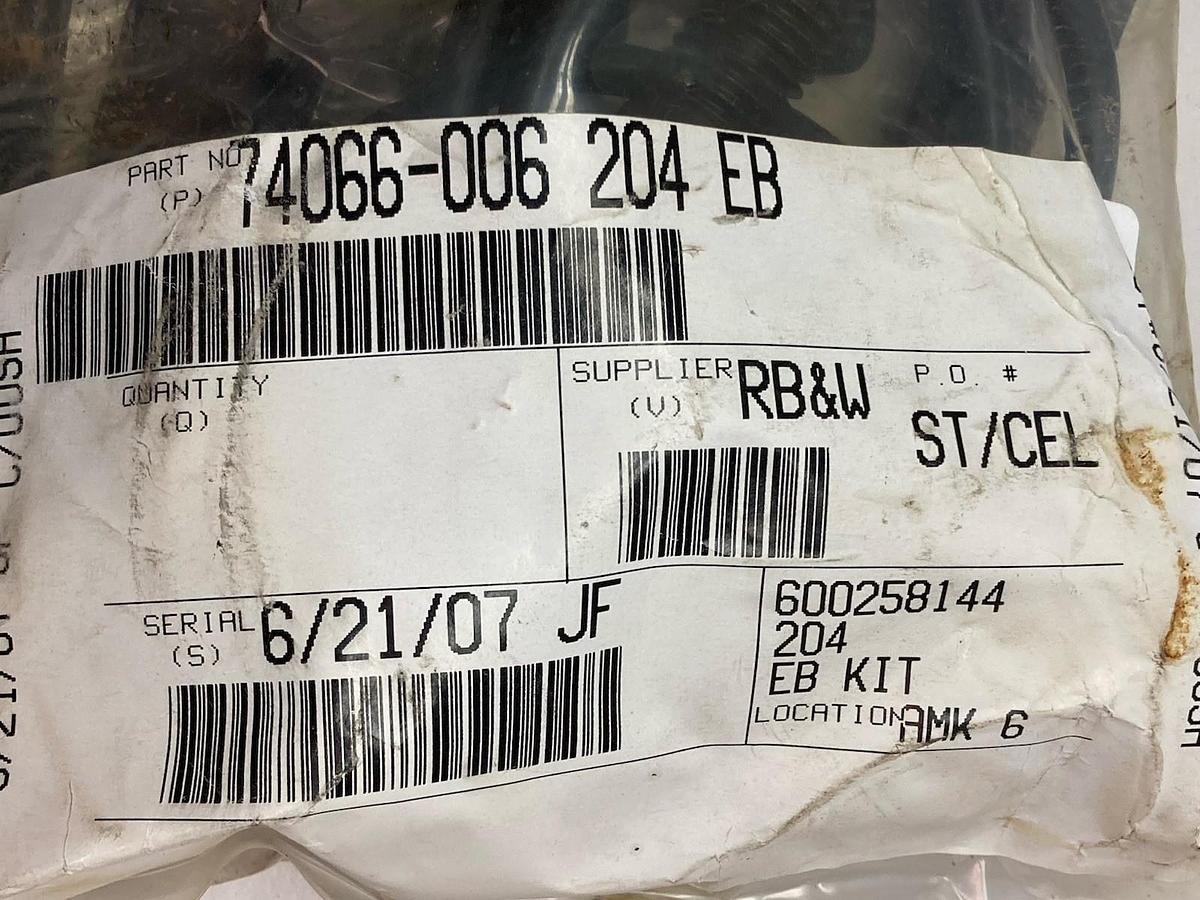 PART NO 74066-006 204 EB
(P)
QUANTITY
(Q)
SUPPLIER RB&W
(V)
P.O. #
ST/CEL
SERIAL 6/21/07 JF
(S)
600258144
204
EB KIT
LOCATION AMK 6